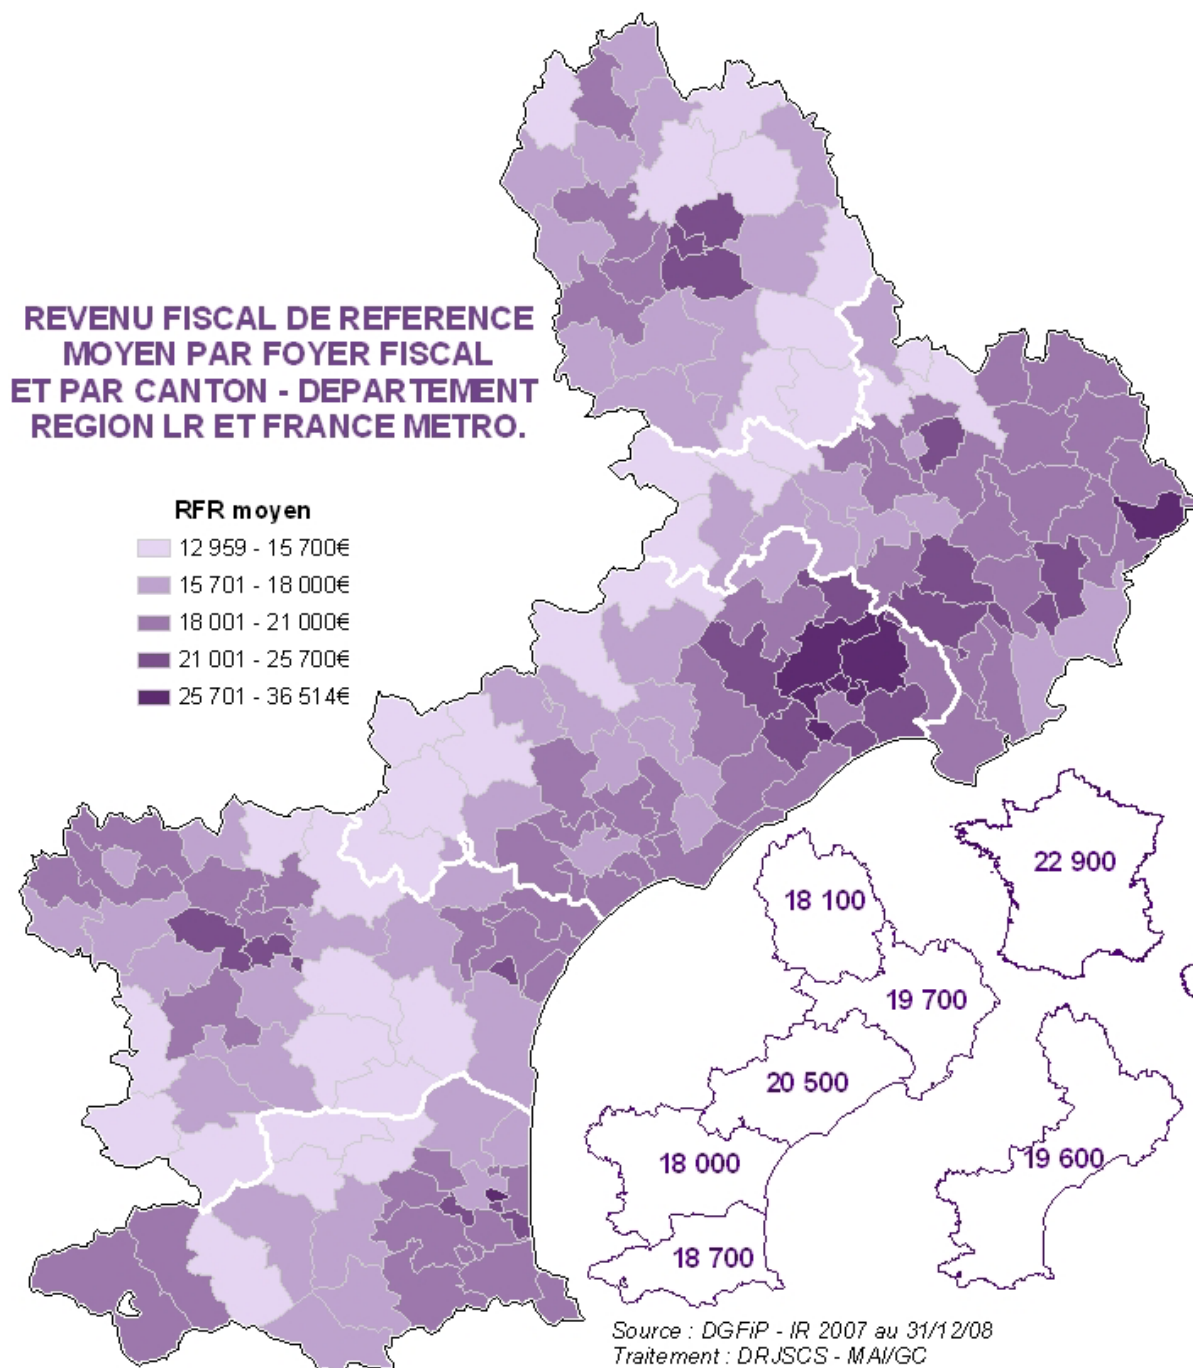 REVENU FISCAL DE REFERENCE
MOYEN PAR FOYER FISCAL
ET PAR CANTON - DEPARTEMENT
REGION LR ET FRANCE METRO.
RFR moyen
12 959 - 15 700€
15 701 - 18 000€
18 001 - 21 000€
21 001 - 25 700€
25 701 - 36 514€
22 900
18 100
19 700
20 500
19 600
18 000
18 700
Source : DGFiP - IR 2007 au 31/12/08
Traitement : DRJSCS - MAI/GC